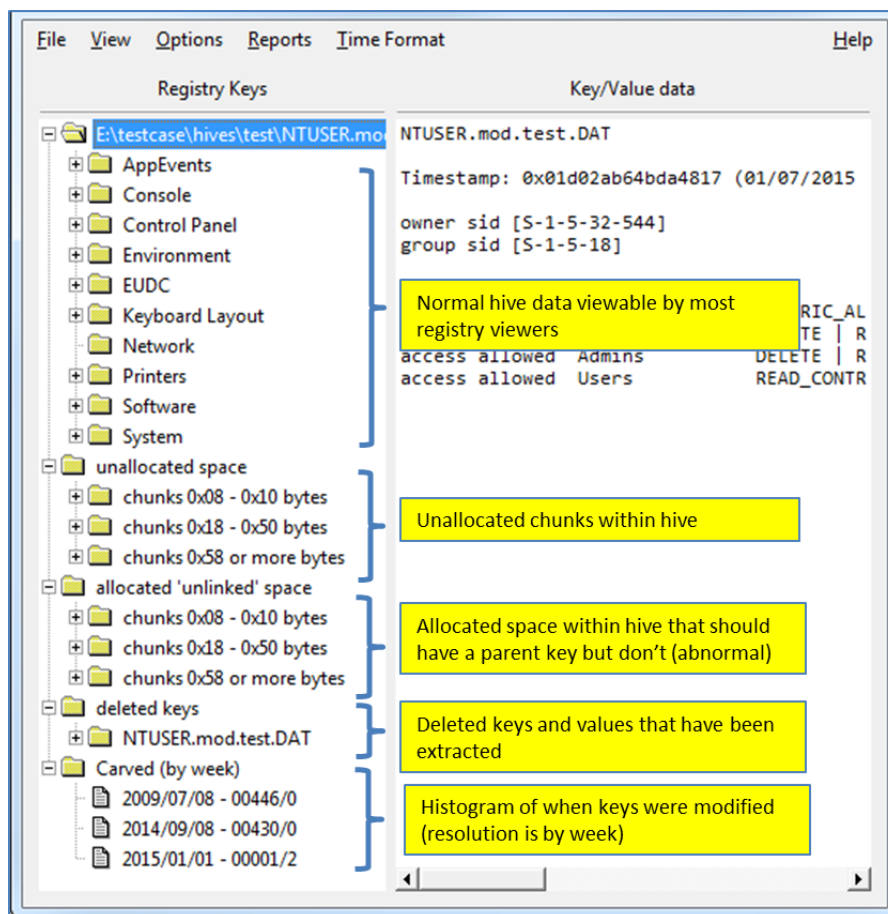 File View Options Reports Time Format Help
Registry Keys
Key/Value data
E:\testcase\hives\test\NTUSER.mo
AppEvents
Console
Control Panel
Environment
EUDC
Keyboard Layout
Network
Printers
Software
System
unallocated space
chunks 0x08 - 0x10 bytes
chunks 0x18 - 0x50 bytes
chunks 0x58 or more bytes
allocated 'unlinked' space
chunks 0x08 - 0x10 bytes
chunks 0x18 - 0x50 bytes
chunks 0x58 or more bytes
deleted keys
NTUSER.mod.test.DAT
Carved (by week)
2009/07/08 - 00446/0
2014/09/08 - 00430/0
2015/01/01 - 00001/2
NTUSER.mod.test.DAT
Timestamp: 0x01d02ab64bda4817 (01/07/2015
owner sid [S-1-5-32-544]
group sid [S-1-5-18]
Normal hive data viewable by most
registry viewers
RIC_AL
TE | R
access allowed Admins DELETE | R
access allowed Users READ_CONTR
Unallocated chunks within hive
Allocated space within hive that should
have a parent key but don't (abnormal)
Deleted keys and values that have been
extracted
Histogram of when keys were modified
(resolution is by week)